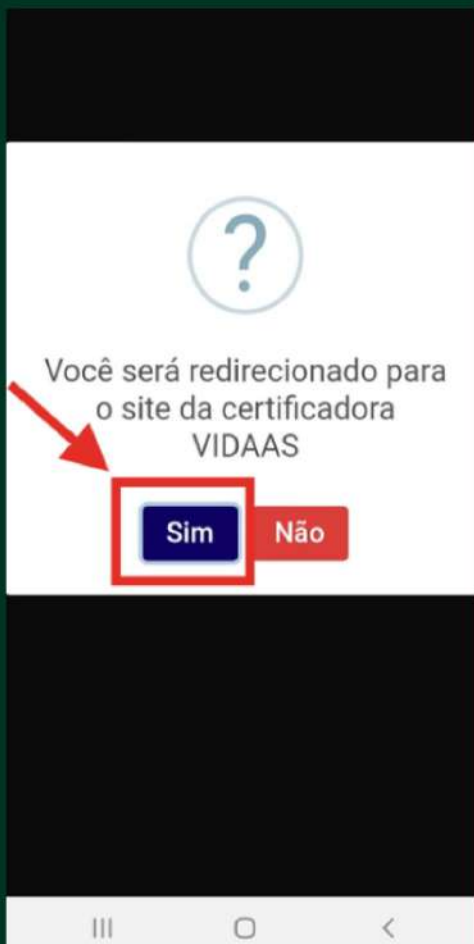 ?
Você será redirecionado para
o site da certificadora
VIDAAS
Sim Não